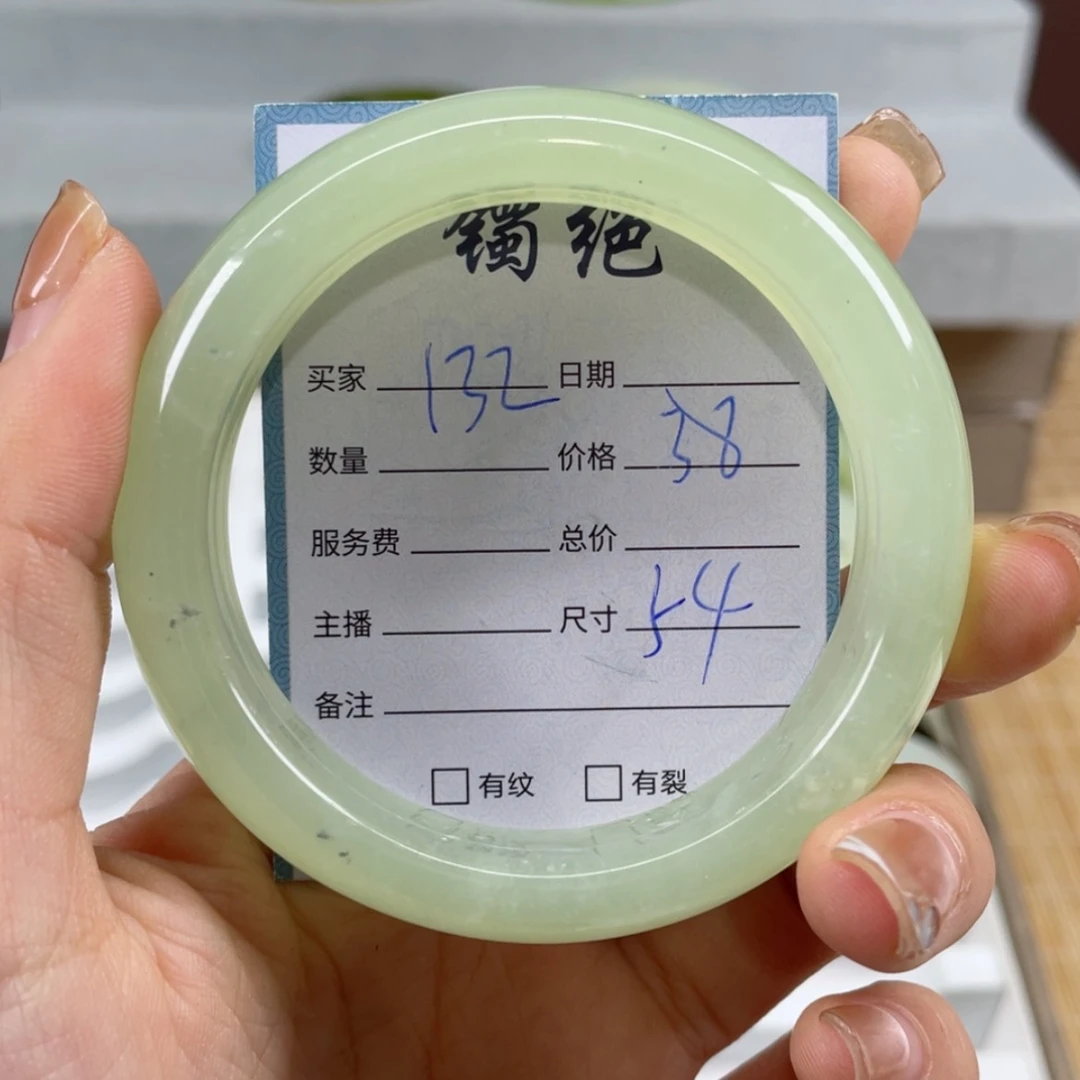 镯绝
买家 132 日期
数量 价格 38
服务费 总价
主播 尺寸 54
备注
有纹 有裂